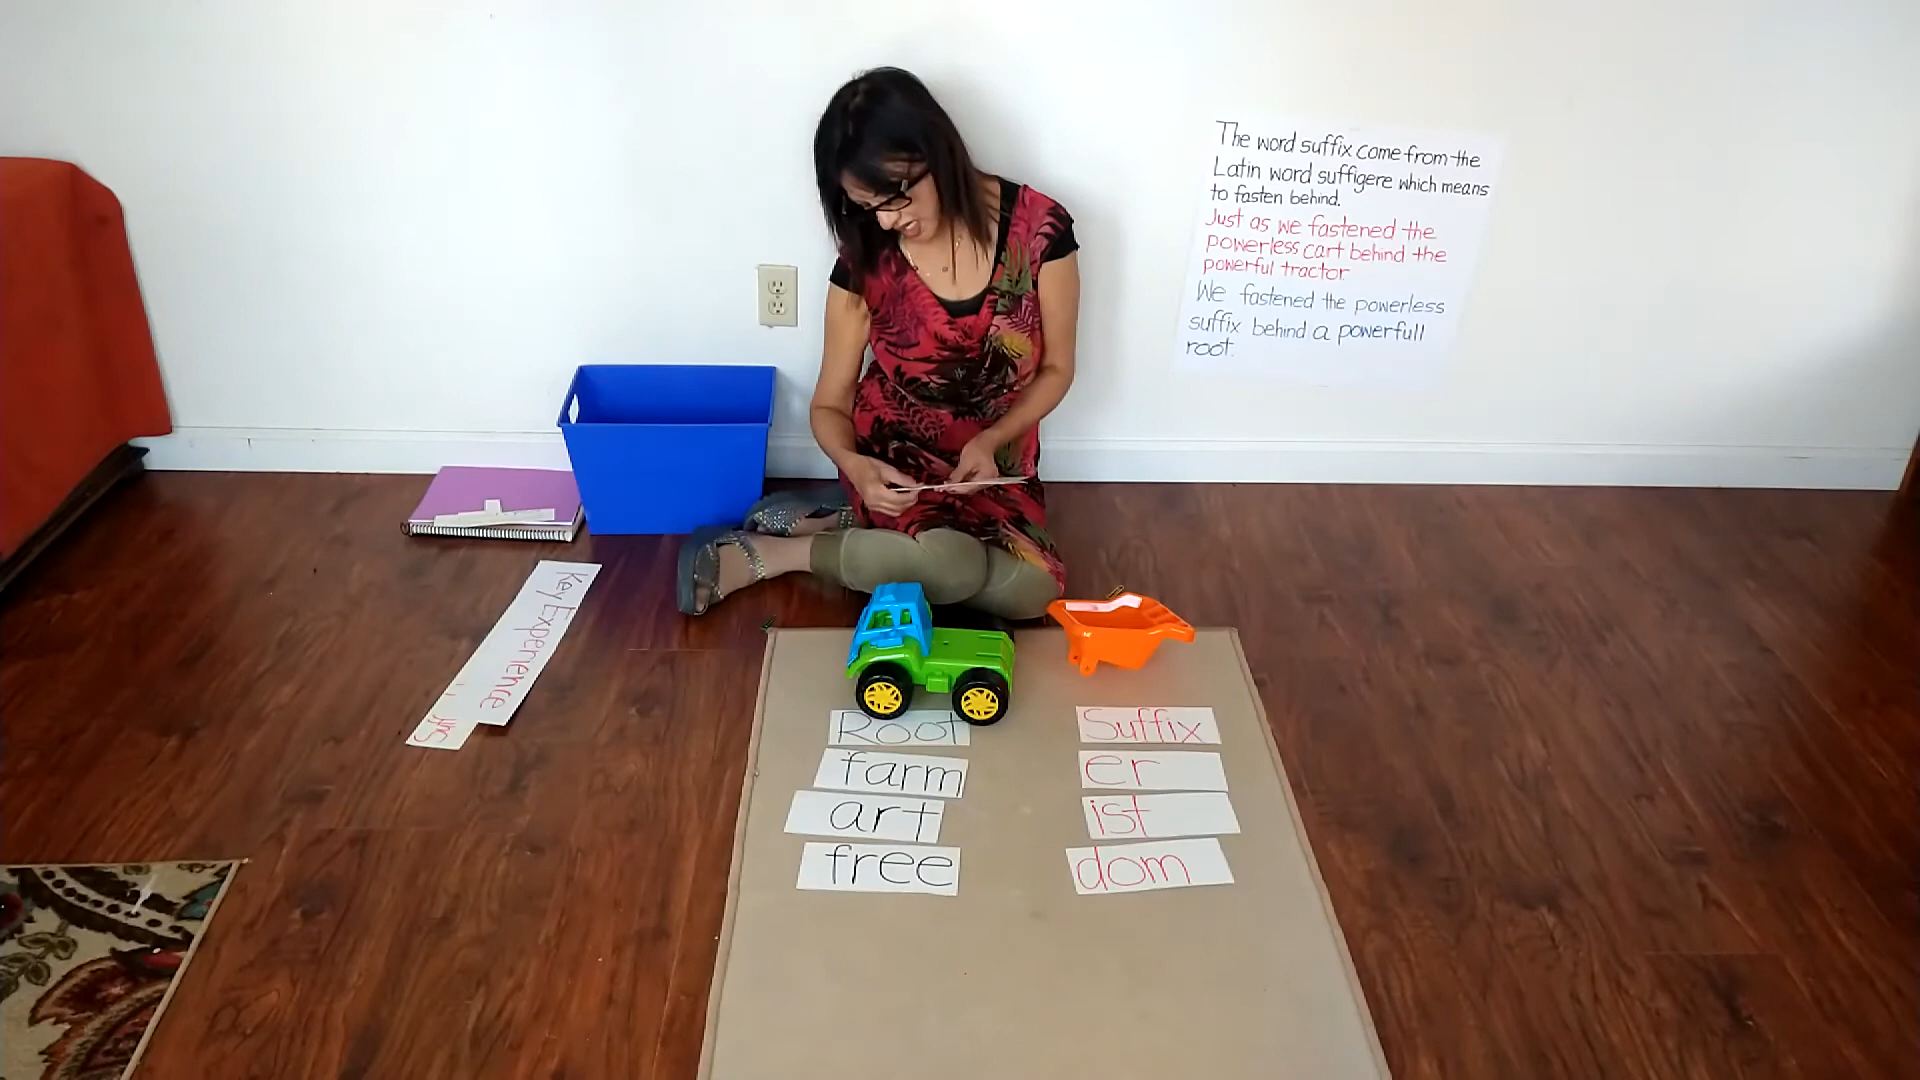 The word suffix come from the
Latin word suffigere which means
to fasten behind.
Just as we fastened the
powerless cart behind the
powerful tractor
We fastened the powerless
suffix behind a powerfull
root.
Key Experience
Root
Suffix
farm
er
art
ist
free
dom